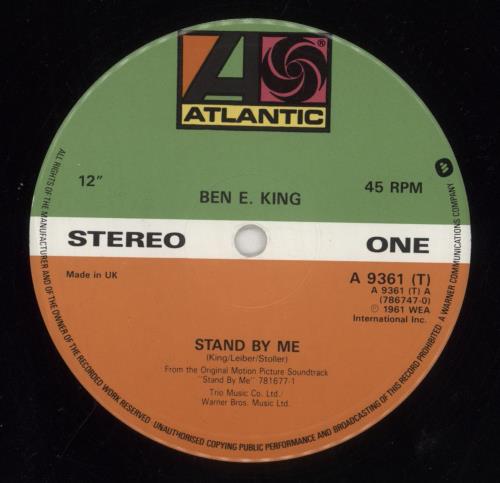 ATLANTIC
®
12"
45 RPM
BEN E. KING
STEREO
ONE
Made in UK
A 9361 (T)
A 9361 (T) A
(786747-0)
℗ 1961 WEA
International Inc.
STAND BY ME
(King/Leiber/Stoller)
From the Original Motion Picture Soundtrack
"Stand By Me" 781677-1
Trio Music Co. Ltd./
Warner Bros. Music Ltd.
ALL RIGHTS OF THE MANUFACTURER AND OF THE OWNER OF THE RECORDED WORK RESERVED UNAUTHORISED COPYING PUBLIC PERFORMANCE AND BROADCASTING OF THIS RECORD PROHIBITED A WARNER COMMUNICATIONS COMPANY